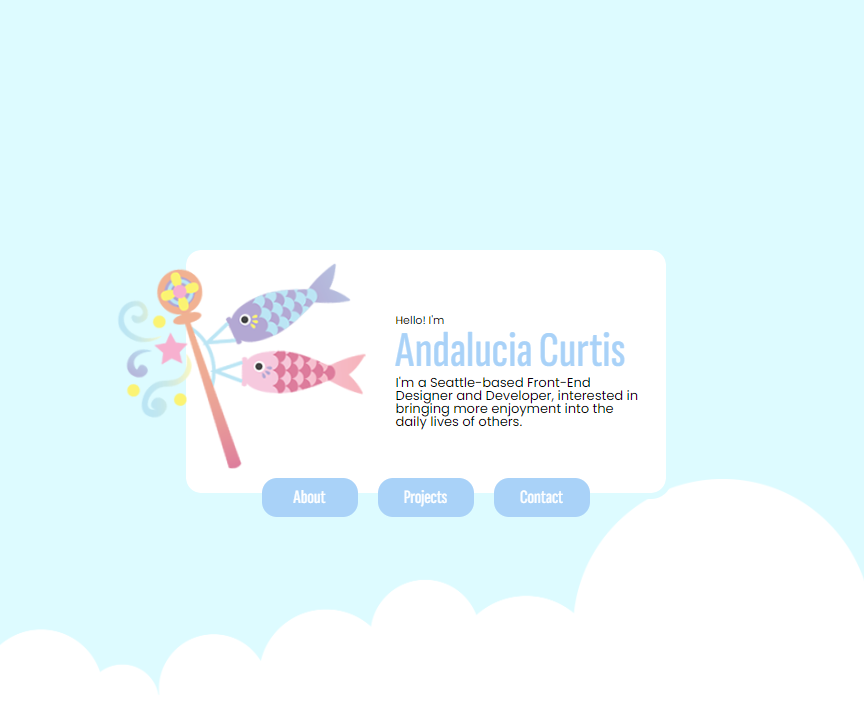 Hello! I'm
Andalucia Curtis
I'm a Seattle-based Front-End
Designer and Developer, interested in
bringing more enjoyment into the
daily lives of others.
About
Projects
Contact